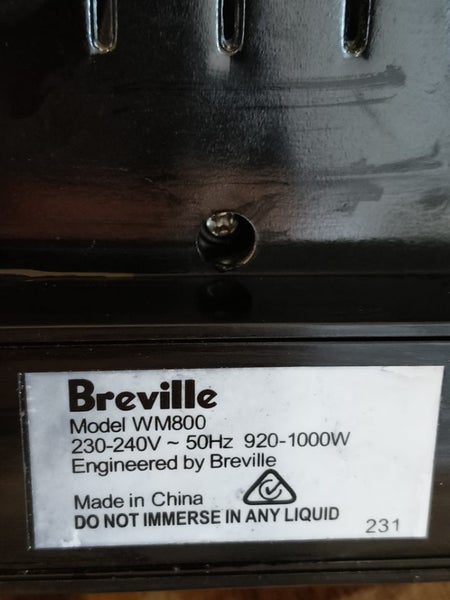 Breville
Model WM800
230-240V ~ 50Hz 920-1000W
Engineered by Breville
Made in China
DO NOT IMMERSE IN ANY LIQUID
231